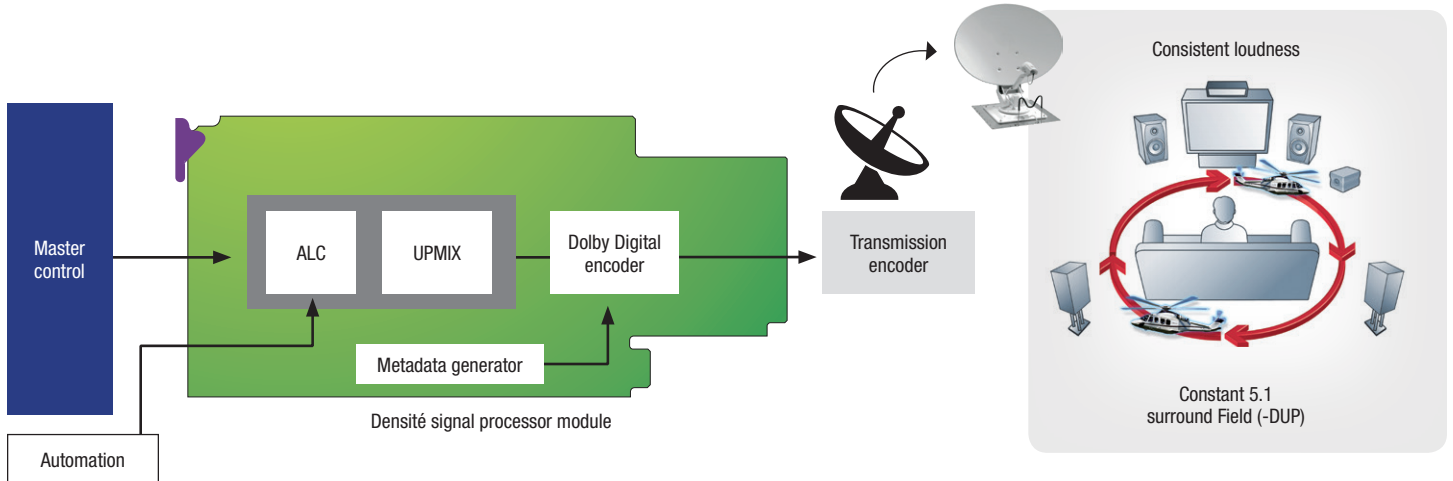 Consistent loudness
Master
control
ALC
UPMIX
Dolby Digital
encoder
Transmission
encoder
Metadata generator
Densité signal processor module
Automation
Constant 5.1
surround Field (-DUP)